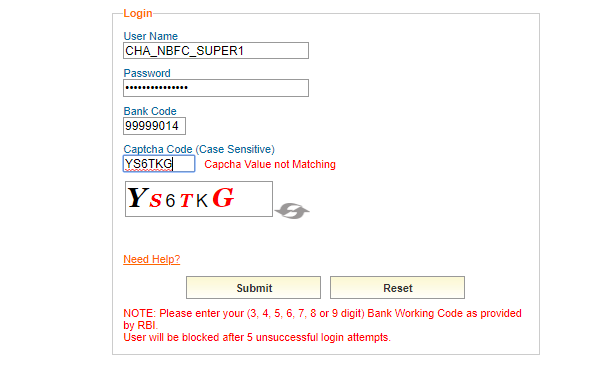 Login
User Name
CHA_NBFC_SUPER1
Password
•••••••••••••••
Bank Code
99999014
Captcha Code (Case Sensitive)
YS6TKG Capcha Value not Matching
YS6TKG
Need Help?
Submit Reset
NOTE: Please enter your (3, 4, 5, 6, 7, 8 or 9 digit) Bank Working Code as provided
by RBI.
User will be blocked after 5 unsuccessful login attempts.